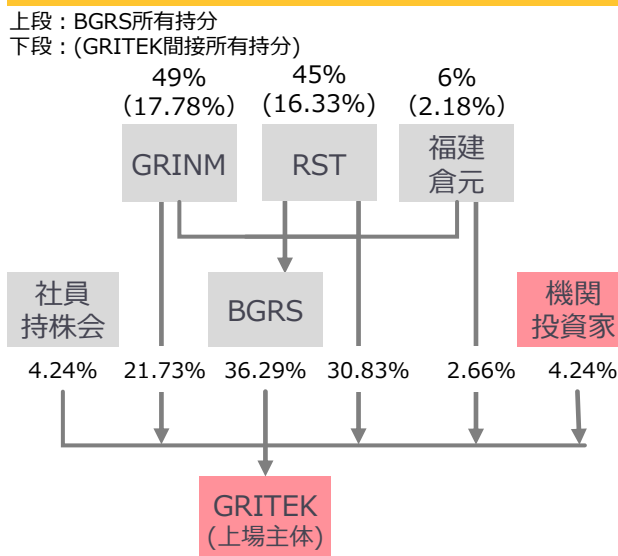 上段：BGRS所有持分
下段：(GRITEK間接所有持分)
49% 45% 6%
（17.78%） (16.33%) (2.18%)
GRINM RST 福建
倉元
社員
持株会
BGRS
機関
投資家
4.24% 21.73% 36.29% 30.83% 2.66% 4.24%
GRITEK
(上場主体)